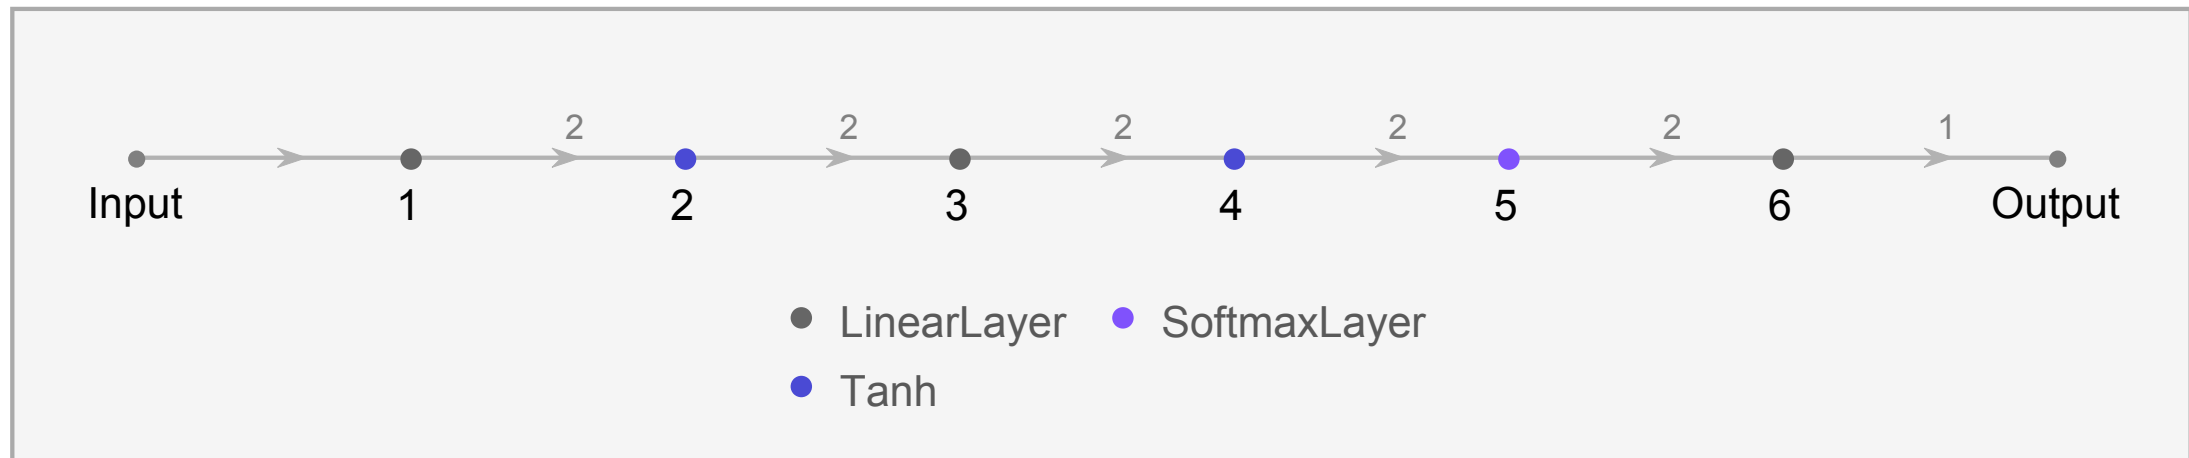 2 2 2 2 2 1
Input 1 2 3 4 5 6 Output
LinearLayer SoftmaxLayer
Tanh